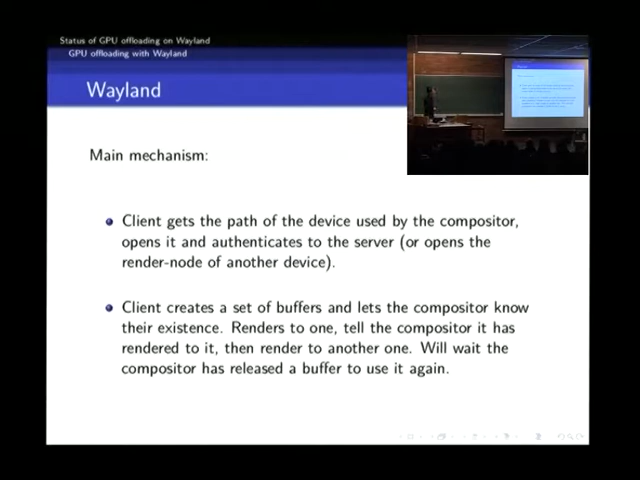 Status of GPU offloading on Wayland
GPU offloading with Wayland
Wayland
Main mechanism:
Client gets the path of the device used by the compositor,
opens it and authenticates to the server (or opens the
render-node of another device).
Client creates a set of buffers and lets the compositor know
their existence. Renders to one, tell the compositor it has
rendered to it, then render to another one. Will wait the
compositor has released a buffer to use it again.